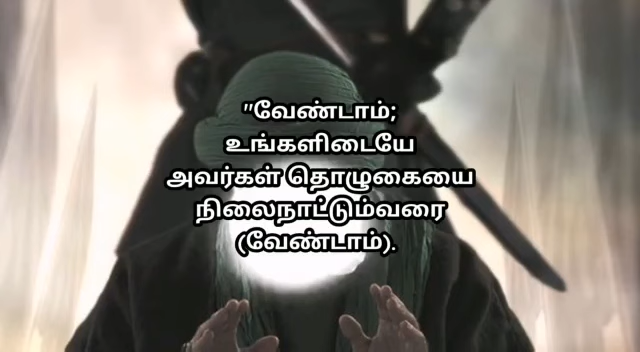 "வேண்டாம்;
உங்களிடையே
அவர்கள் தொழுகையை
நிலைநாட்டும்வரை
(வேண்டாம்).